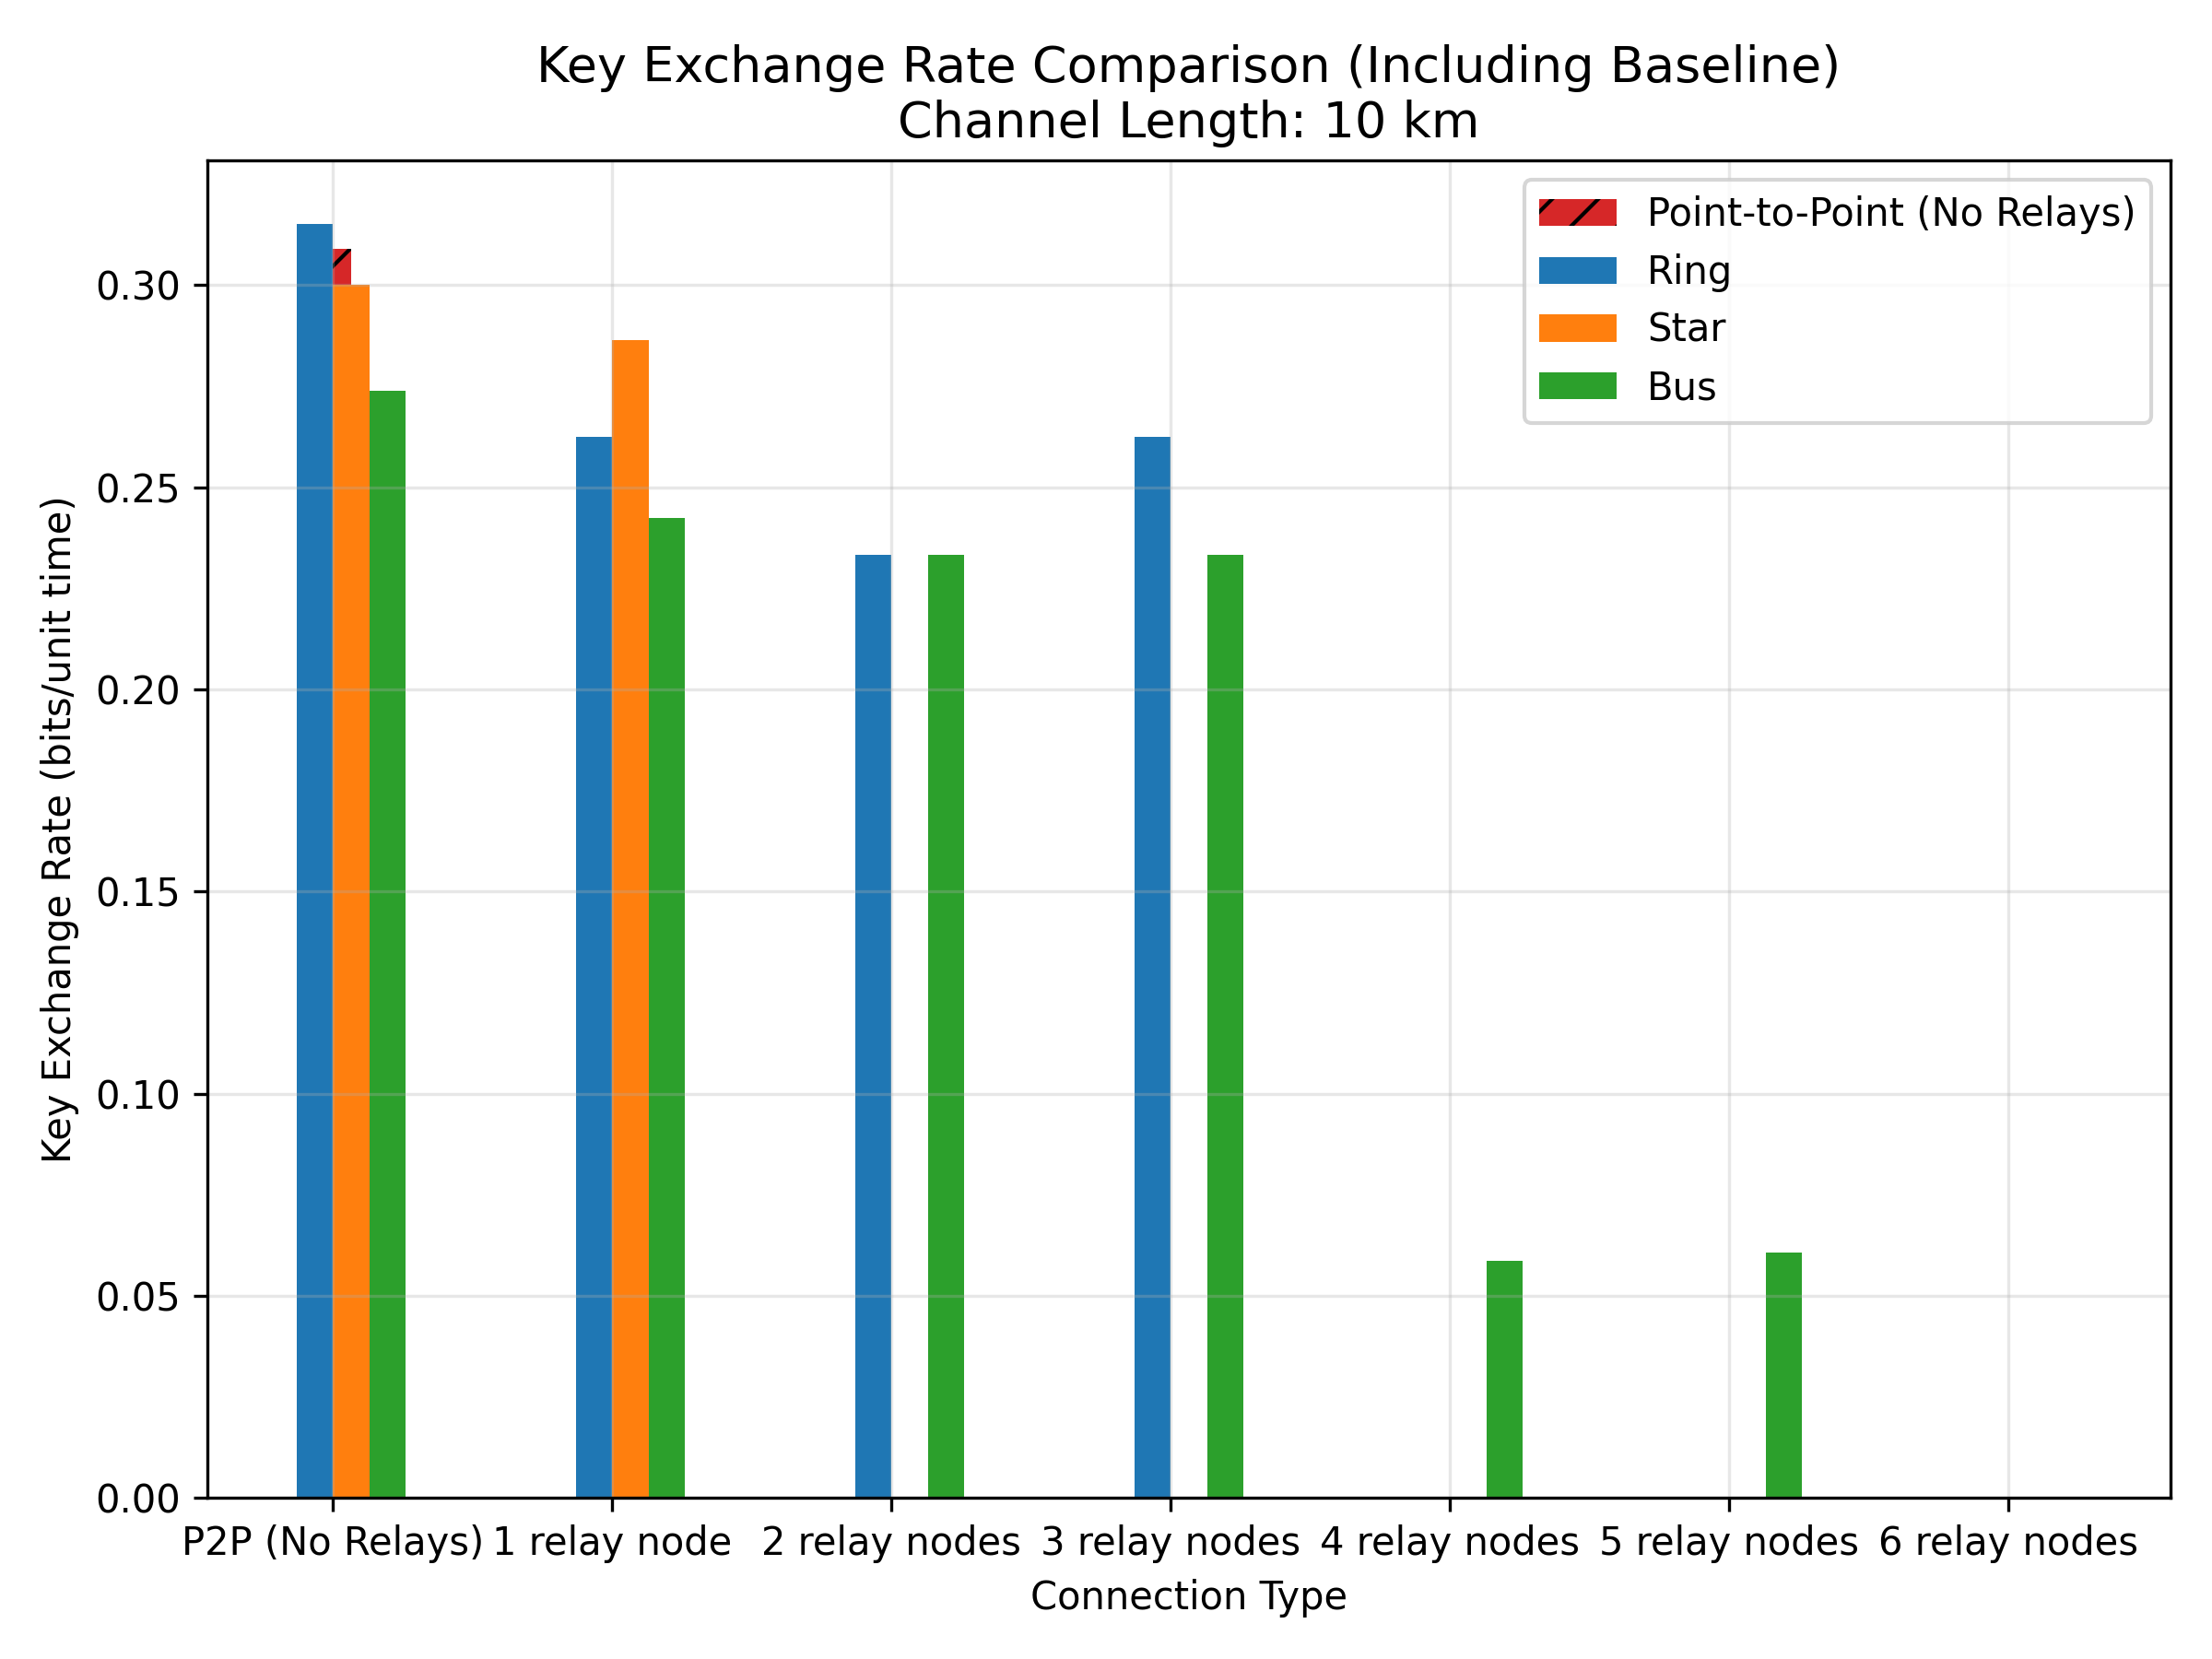 Key Exchange Rate Comparison (Including Baseline)
Channel Length: 10 km
Point-to-Point (No Relays)
Ring
Star
Bus
Key Exchange Rate (bits/unit time)
0.30
0.25
0.20
0.15
0.10
0.05
0.00
P2P (No Relays)
1 relay node
2 relay nodes
3 relay nodes
4 relay nodes
5 relay nodes
6 relay nodes
Connection Type